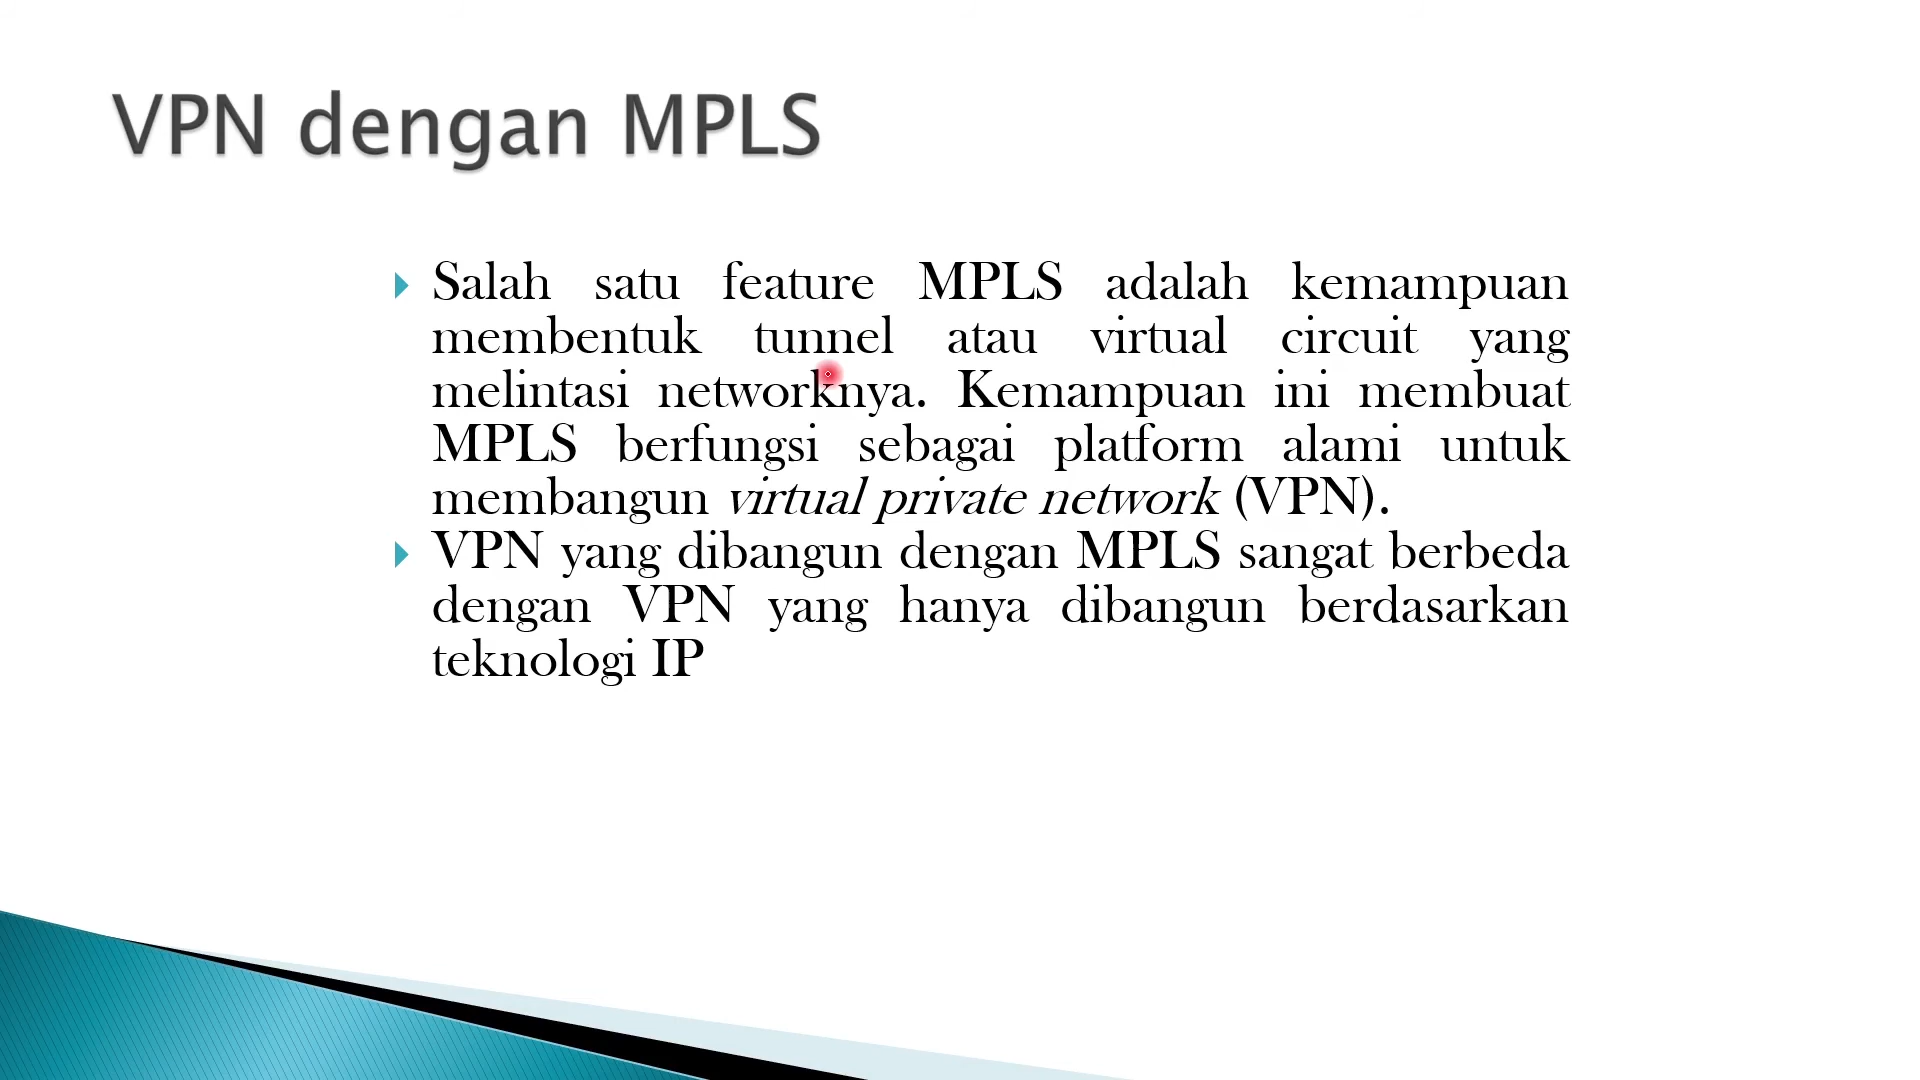 VPN dengan MPLS
Salah satu feature MPLS adalah kemampuan
membentuk tunnel atau virtual circuit yang
melintasi networknya. Kemampuan ini membuat
MPLS berfungsi sebagai platform alami untuk
membangun virtual private network (VPN).
VPN yang dibangun dengan MPLS sangat berbeda
dengan VPN yang hanya dibangun berdasarkan
teknologi IP